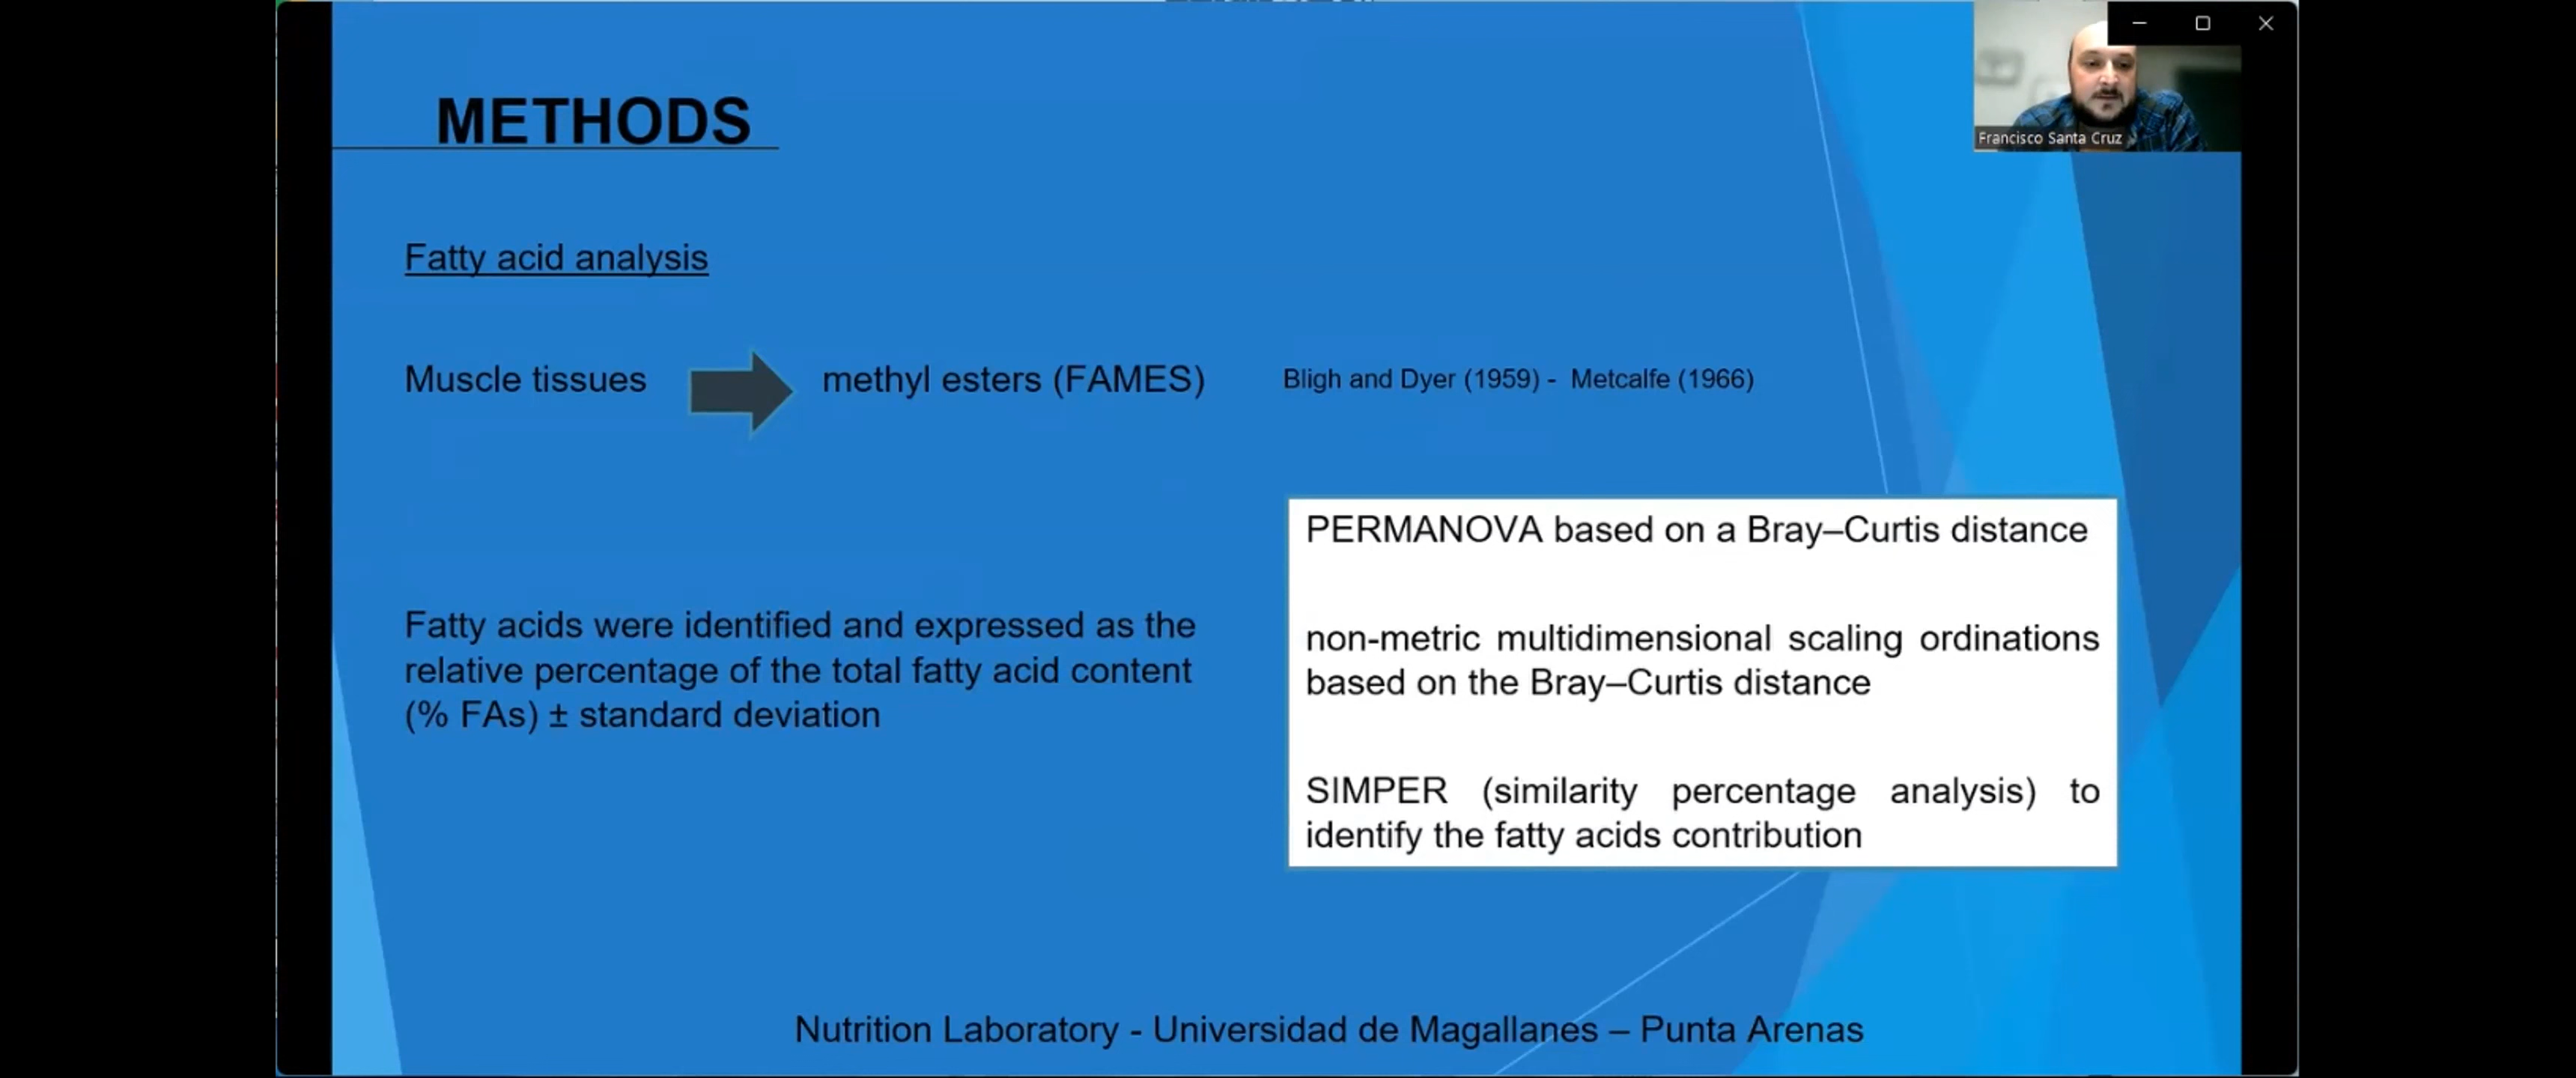 Francisco Santa Cruz
METHODS
Fatty acid analysis
Muscle tissues
methyl esters (FAMES)
Bligh and Dyer (1959) - Metcalfe (1966)
PERMANOVA based on a Bray–Curtis distance
non-metric multidimensional scaling ordinations
based on the Bray–Curtis distance
SIMPER (similarity percentage analysis) to
identify the fatty acids contribution
Fatty acids were identified and expressed as the
relative percentage of the total fatty acid content
(% FAs) ± standard deviation
Nutrition Laboratory - Universidad de Magallanes – Punta Arenas